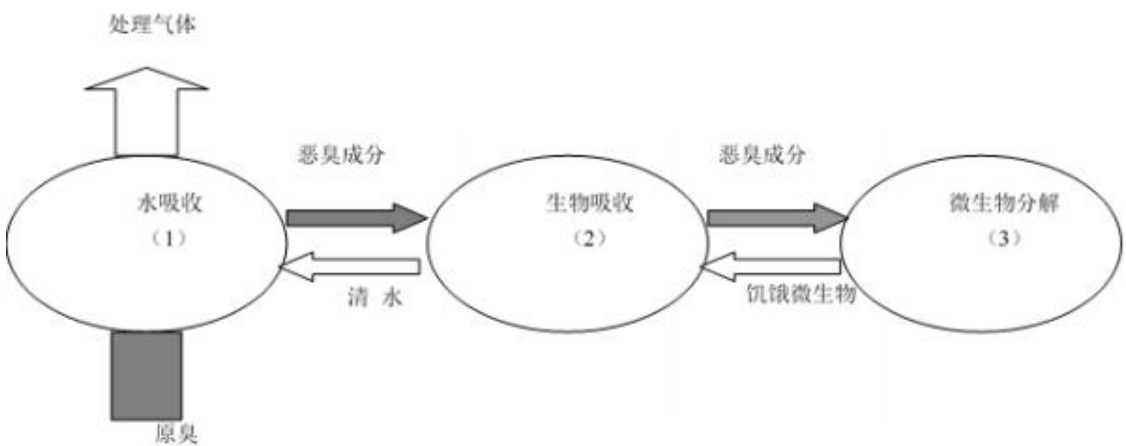 处理气体
恶臭成分
恶臭成分
水吸收
（1）
生物吸收
（2）
微生物分解
（3）
清 水
饥饿微生物
原臭